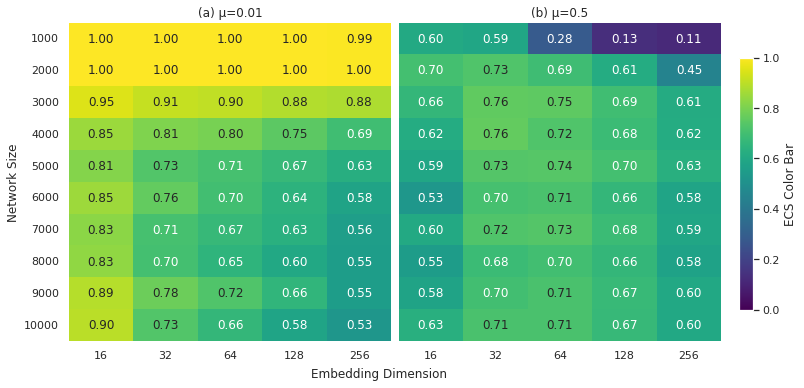 (a) μ=0.01
(b) μ=0.5
1000 1.00 1.00 1.00 1.00 0.99 0.60 0.59 0.28 0.13 0.11
2000 1.00 1.00 1.00 1.00 1.00 0.70 0.73 0.69 0.61 0.45
3000 0.95 0.91 0.90 0.88 0.88 0.66 0.76 0.75 0.69 0.61
4000 0.85 0.81 0.80 0.75 0.69 0.62 0.76 0.72 0.68 0.62
5000 0.81 0.73 0.71 0.67 0.63 0.59 0.73 0.74 0.70 0.63
6000 0.85 0.76 0.70 0.64 0.58 0.53 0.70 0.71 0.66 0.58
7000 0.83 0.71 0.67 0.63 0.56 0.60 0.72 0.73 0.68 0.59
8000 0.83 0.70 0.65 0.60 0.55 0.55 0.68 0.70 0.66 0.58
9000 0.89 0.78 0.72 0.66 0.55 0.58 0.70 0.71 0.67 0.60
10000 0.90 0.73 0.66 0.58 0.53 0.63 0.71 0.71 0.67 0.60
16 32 64 128 256 16 32 64 128 256
Embedding Dimension
Network Size
1.0
0.8
0.6
0.4
0.2
0.0
ECS Color Bar